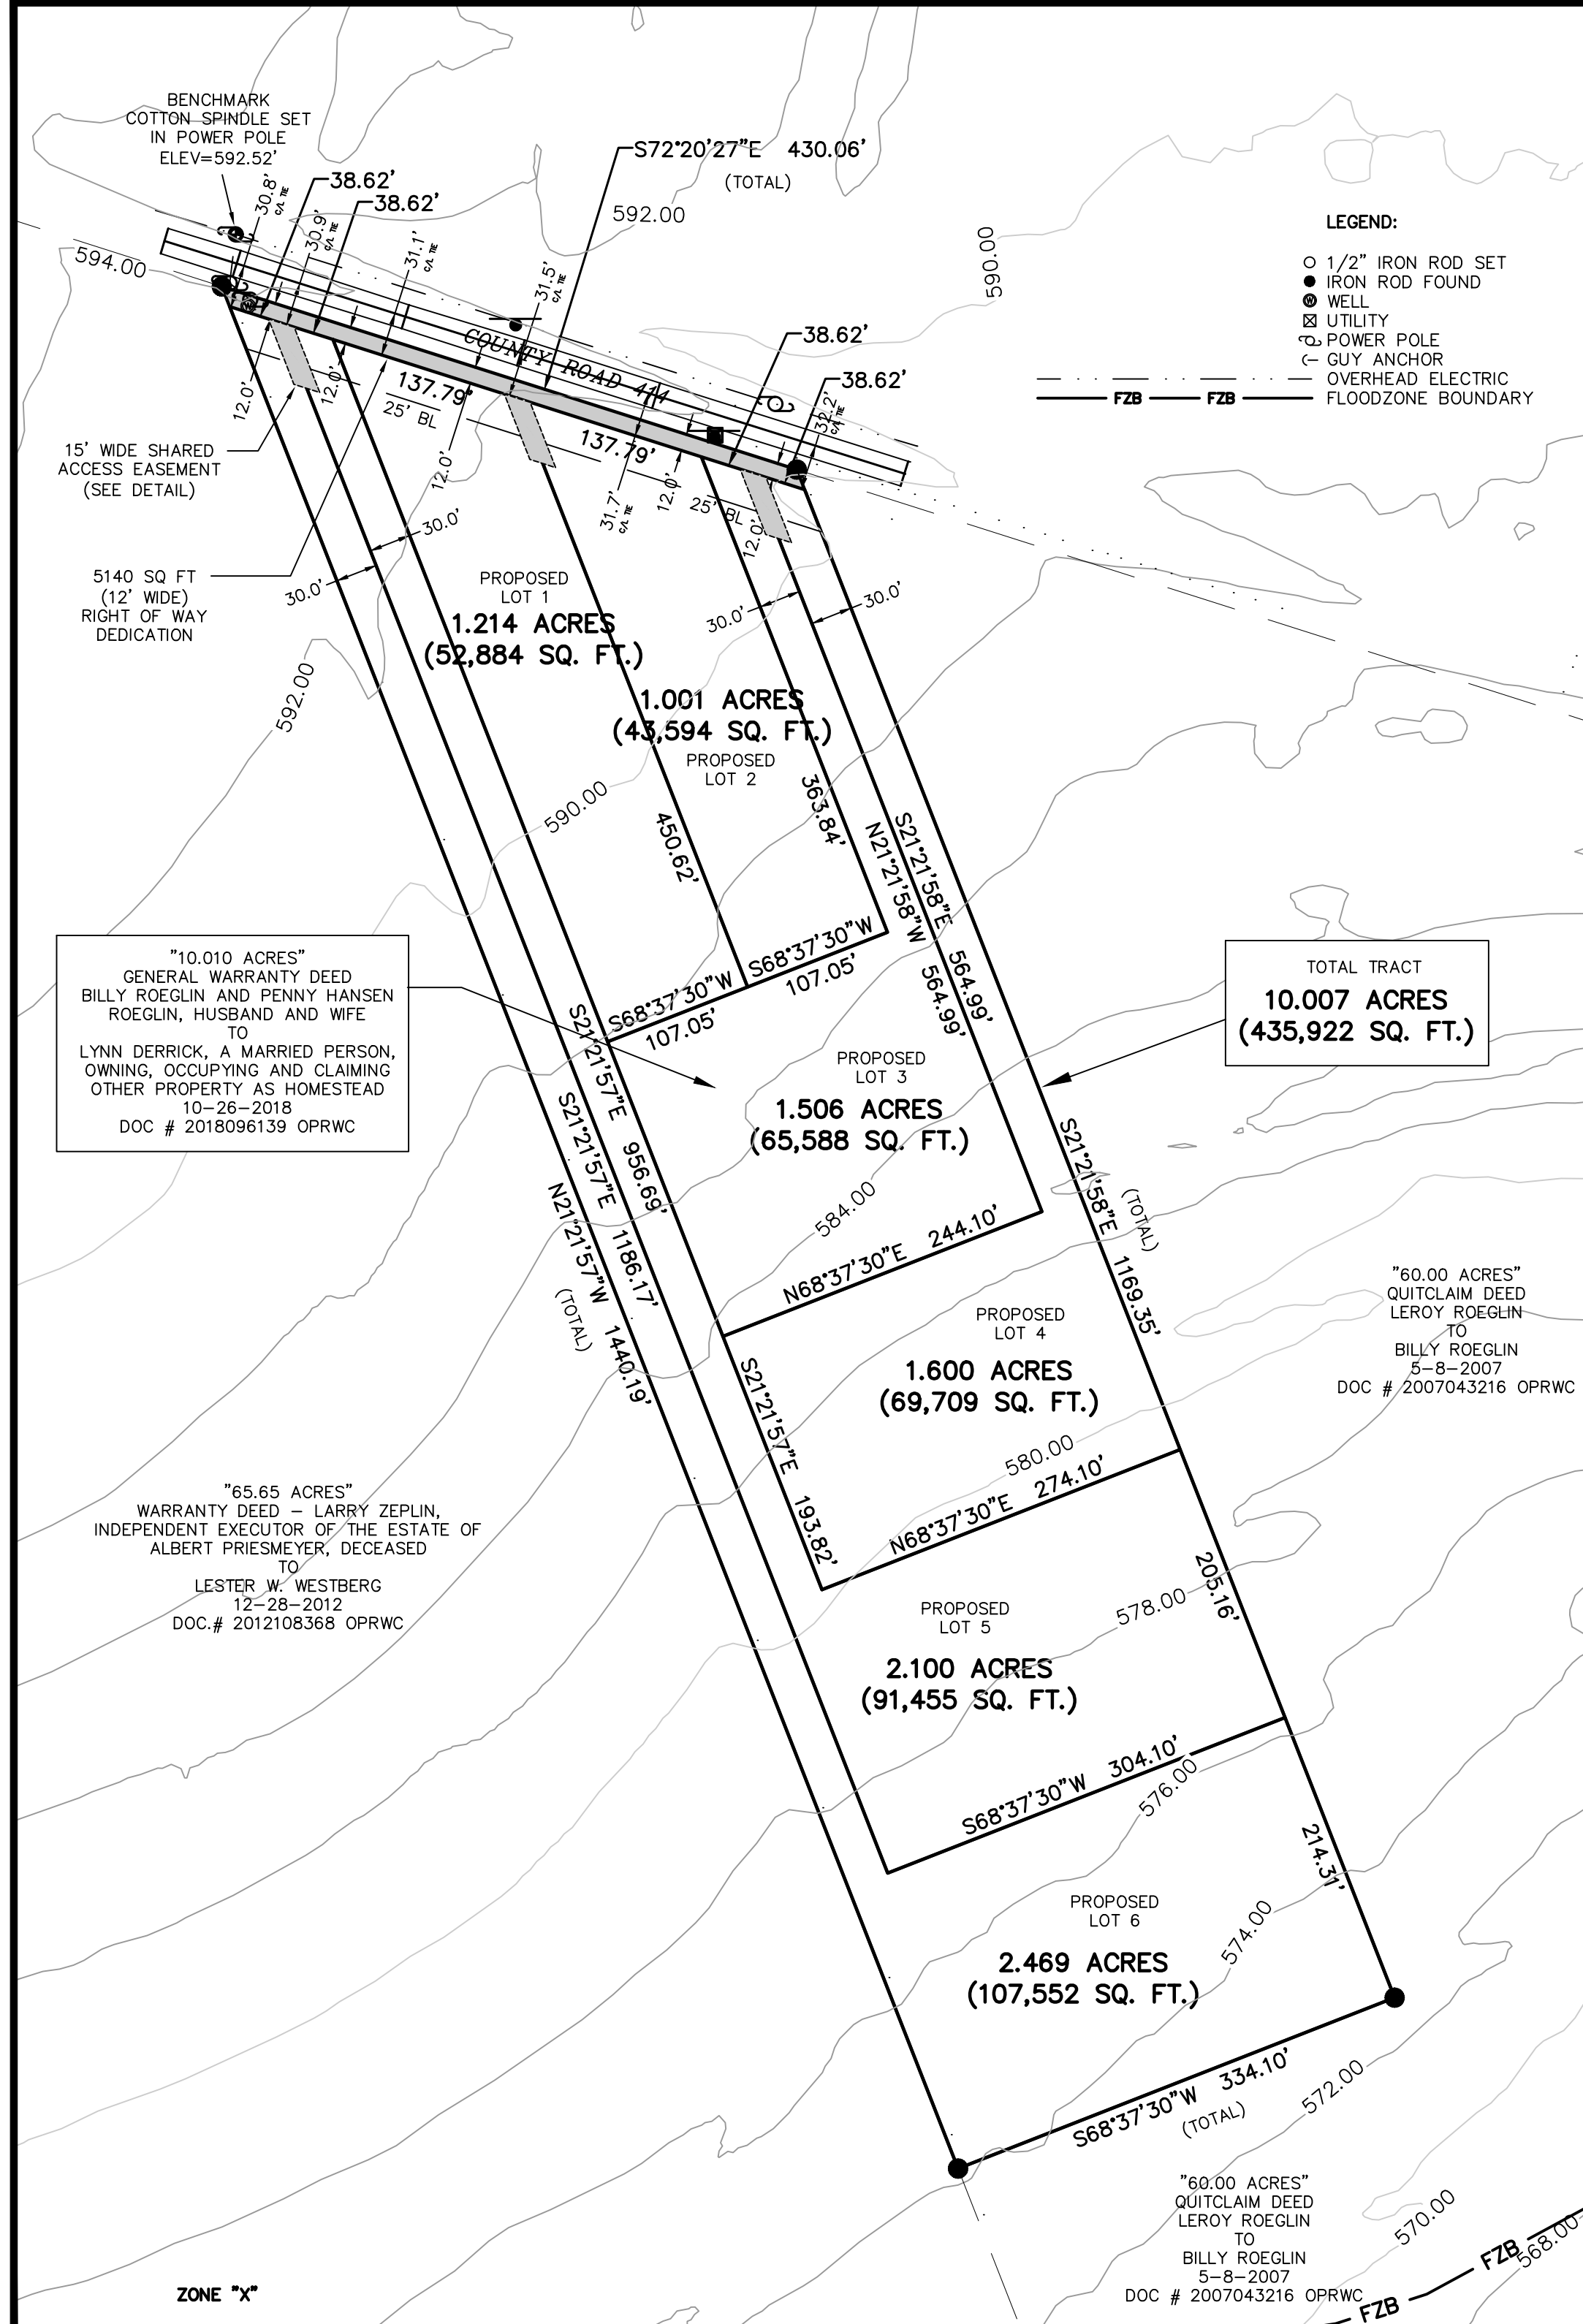 BENCHMARK
COTTON SPINDLE SET
IN POWER POLE
ELEV=592.52'
S72°20'27"E 430.06'
(TOTAL)
592.00
594.00
590.00
38.62'
38.62'
30.8'
C/L TIE
30.9'
C/L TIE
31.1'
C/L TIE
31.5'
C/L TIE
38.62'
38.62'
32.2'
C/L TIE
COUNTY ROAD 414
LEGEND:
1/2" IRON ROD SET
IRON ROD FOUND
WELL
UTILITY
POWER POLE
GUY ANCHOR
OVERHEAD ELECTRIC
FZB FZB FLOODZONE BOUNDARY
12.0'
12.0'
137.79'
25' BL
12.0'
137.79'
31.7'
C/L TIE
12.0'
25' BL
12.0'
15' WIDE SHARED
ACCESS EASEMENT
(SEE DETAIL)
5140 SQ FT
(12' WIDE)
RIGHT OF WAY
DEDICATION
30.0'
30.0'
30.0'
30.0'
PROPOSED
LOT 1
1.214 ACRES
(52,884 SQ. FT.)
1.001 ACRES
(43,594 SQ. FT.)
PROPOSED
LOT 2
592.00
590.00
450.62'
363.84'
N21°21'58"W 564.99'
S21°21'58"E 564.99'
S68°37'30"W
107.05'
S68°37'30"W
107.05'
"10.010 ACRES"
GENERAL WARRANTY DEED
BILLY ROEGLIN AND PENNY HANSEN
ROEGLIN, HUSBAND AND WIFE
TO
LYNN DERRICK, A MARRIED PERSON,
OWNING, OCCUPYING AND CLAIMING
OTHER PROPERTY AS HOMESTEAD
10-26-2018
DOC # 2018096139 OPRWC
TOTAL TRACT
10.007 ACRES
(435,922 SQ. FT.)
PROPOSED
LOT 3
1.506 ACRES
(65,588 SQ. FT.)
S21°21'57"E 956.69'
S21°21'57"E 1186.17'
N21°21'57"W 1440.19'
(TOTAL)
S21°21'58"E 1169.35'
(TOTAL)
584.00
N68°37'30"E 244.10'
PROPOSED
LOT 4
1.600 ACRES
(69,709 SQ. FT.)
S21°21'57"E 193.82'
580.00
N68°37'30"E 274.10'
"60.00 ACRES"
QUITCLAIM DEED
LEROY ROEGLIN
TO
BILLY ROEGLIN
5-8-2007
DOC # 2007043216 OPRWC
"65.65 ACRES"
WARRANTY DEED - LARRY ZEPLIN,
INDEPENDENT EXECUTOR OF THE ESTATE OF
ALBERT PRIESMEYER, DECEASED
TO
LESTER W. WESTBERG
12-28-2012
DOC.# 2012108368 OPRWC
205.16'
578.00
PROPOSED
LOT 5
2.100 ACRES
(91,455 SQ. FT.)
S68°37'30"W 304.10'
576.00
214.31'
PROPOSED
LOT 6
2.469 ACRES
(107,552 SQ. FT.)
574.00
S68°37'30"W 334.10'
(TOTAL)
572.00
"60.00 ACRES"
QUITCLAIM DEED
LEROY ROEGLIN
TO
BILLY ROEGLIN
5-8-2007
DOC # 2007043216 OPRWC
570.00
568.00
FZB
FZB
ZONE "X"